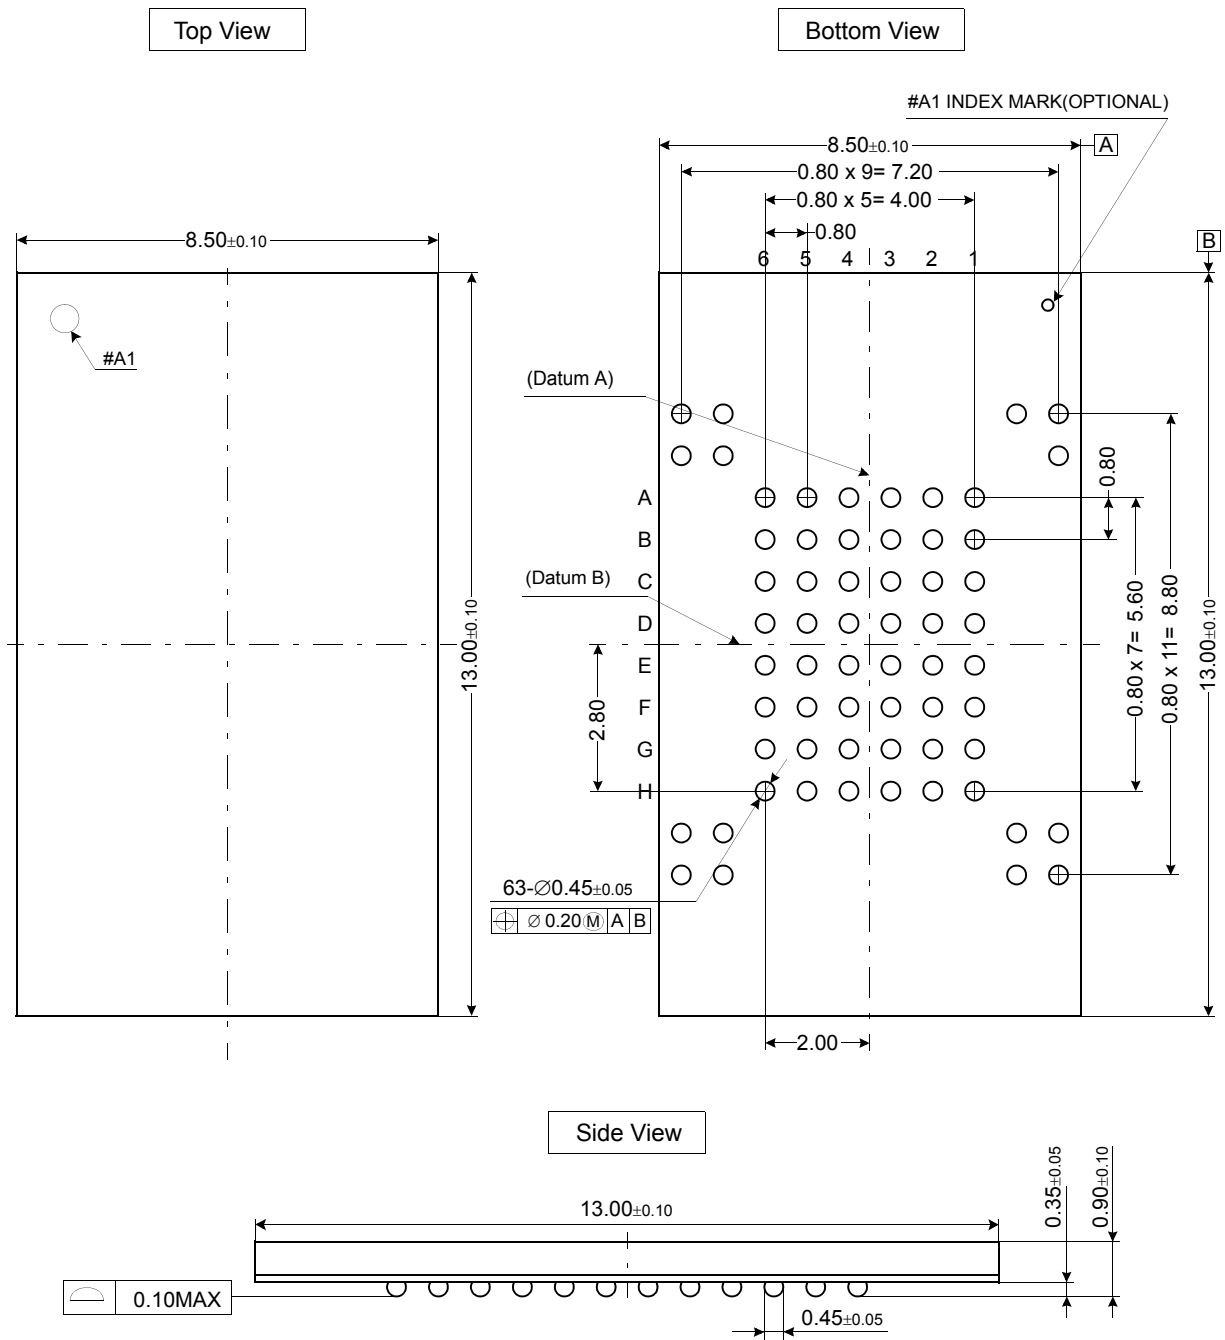 Top View
Bottom View
#A1 INDEX MARK(OPTIONAL)
8.50±0.10
A
0.80 x 9= 7.20
0.80 x 5= 4.00
0.80
8.50±0.10
B
6 5 4 3 2 1
#A1
(Datum A)
0.80
A
B
(Datum B)
C
D
E
F
G
H
13.00±0.10
2.80
0.80 x 7= 5.60
0.80 x 11= 8.80
13.00±0.10
63-∅0.45±0.05
⌖ ∅ 0.20 Ⓜ A B
2.00
Side View
13.00±0.10
0.35±0.05
0.90±0.10
0.10MAX
0.45±0.05